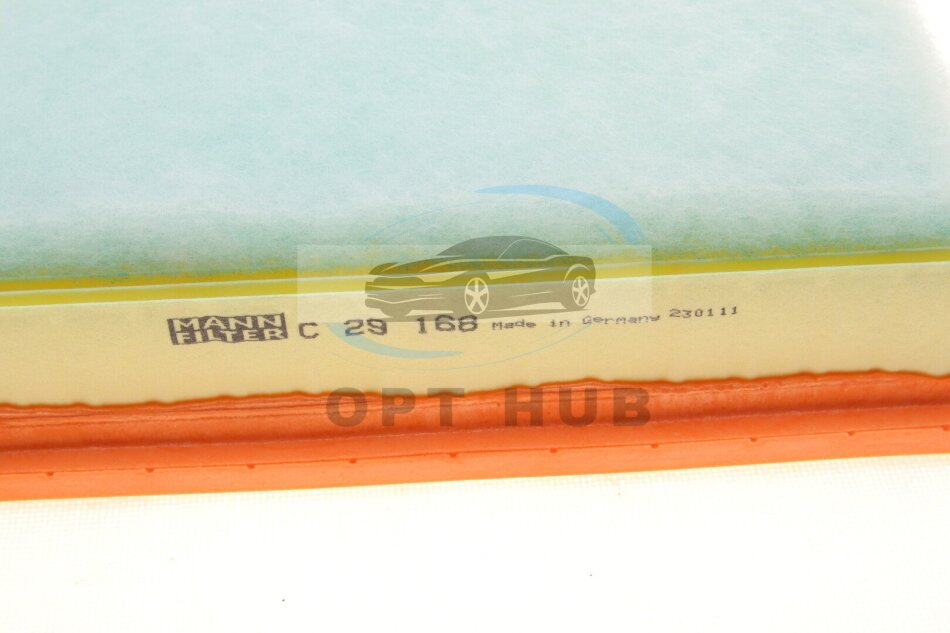 MANN
FILTER C 29 168 Made in Germany 230111
OPT HUB